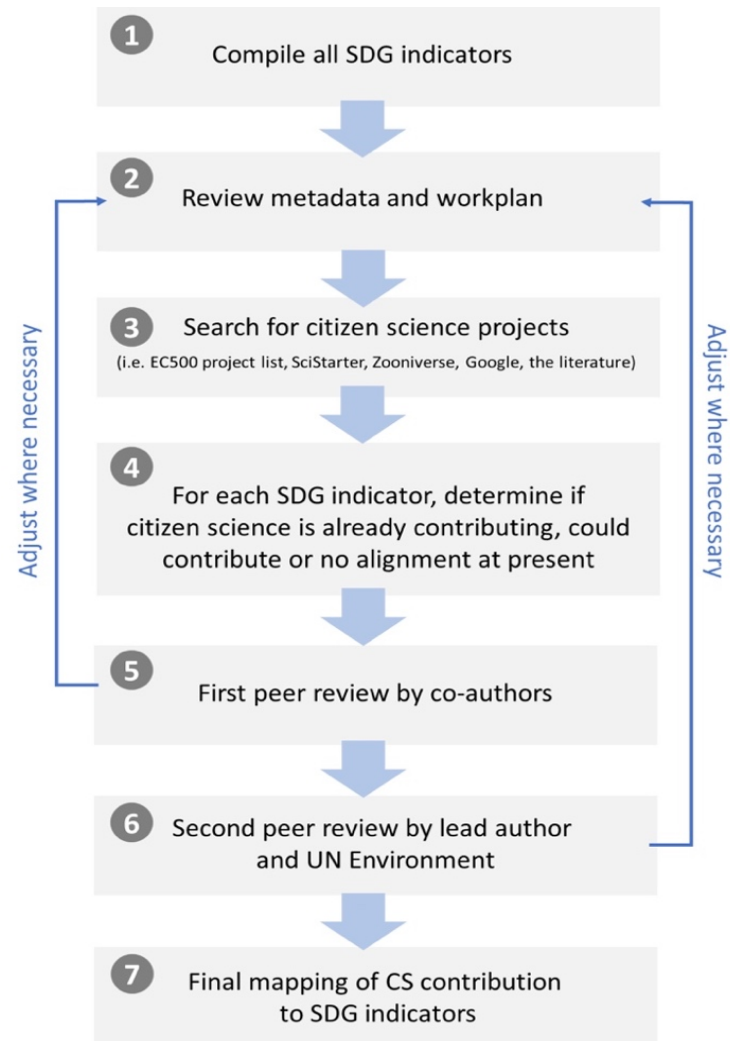 1
Compile all SDG indicators
2
Review metadata and workplan
3
Search for citizen science projects
(i.e. EC500 project list, SciStarter, Zooniverse, Google, the literature)
4
For each SDG indicator, determine if
citizen science is already contributing, could
contribute or no alignment at present
5
First peer review by co-authors
6
Second peer review by lead author
and UN Environment
7
Final mapping of CS contribution
to SDG indicators
Adjust where necessary
Adjust where necessary